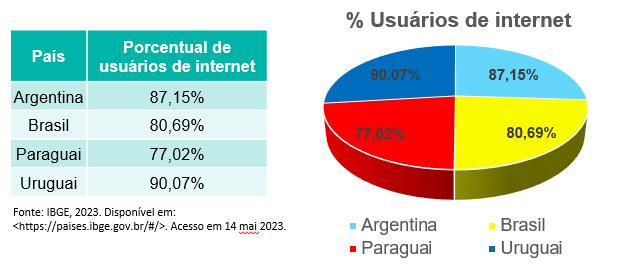 País Porcentual de usuários de internet
Argentina 87,15%
Brasil 80,69%
Paraguai 77,02%
Uruguai 90,07%
Fonte: IBGE, 2023. Disponível em:
<https://paises.ibge.gov.br/#/>. Acesso em 14 mai 2023.
% Usuários de internet
90,07% 87,15%
77,02% 80,69%
Argentina Brasil
Paraguai Uruguai